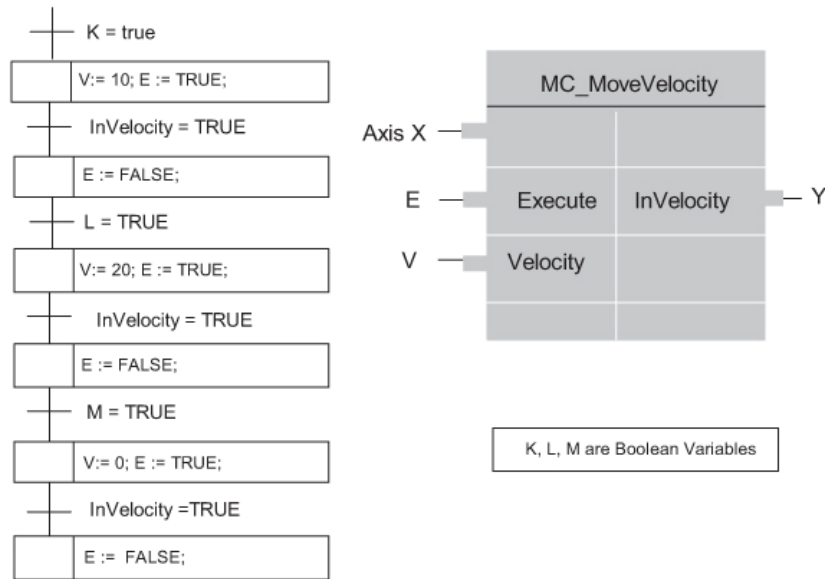 K = true
V:= 10; E := TRUE;
InVelocity = TRUE
E := FALSE;
L = TRUE
V:= 20; E := TRUE;
InVelocity = TRUE
E := FALSE;
M = TRUE
V:= 0; E := TRUE;
InVelocity =TRUE
E := FALSE;
MC_MoveVelocity
Axis X
E Execute InVelocity Y
V Velocity
K, L, M are Boolean Variables